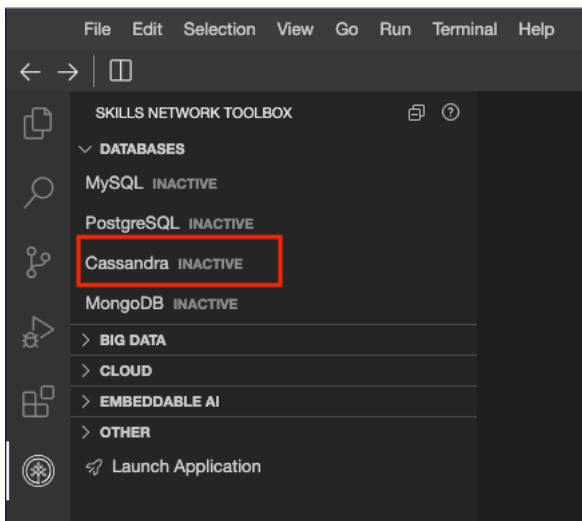 File Edit Selection View Go Run Terminal Help
SKILLS NETWORK TOOLBOX
DATABASES
MySQL INACTIVE
PostgreSQL INACTIVE
Cassandra INACTIVE
MongoDB INACTIVE
BIG DATA
CLOUD
EMBEDDABLE AI
OTHER
Launch Application